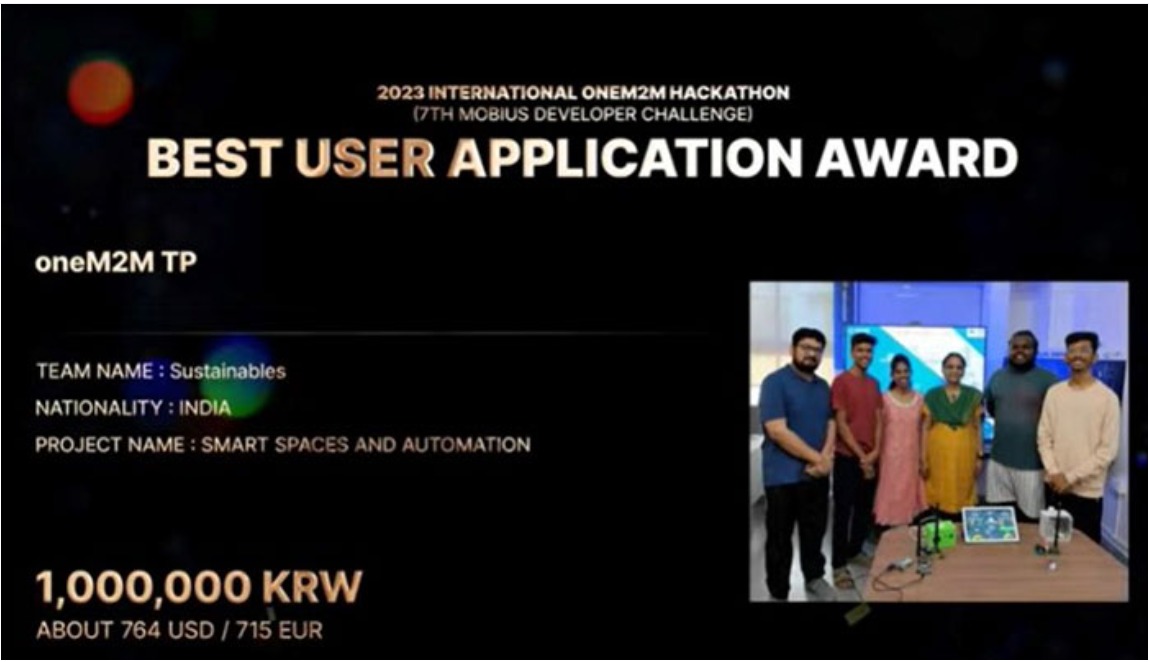 2023 INTERNATIONAL ONEM2M HACKATHON
(7TH MOBIUS DEVELOPER CHALLENGE)
BEST USER APPLICATION AWARD
oneM2M TP
TEAM NAME : Sustainables
NATIONALITY : INDIA
PROJECT NAME : SMART SPACES AND AUTOMATION
1,000,000 KRW
ABOUT 764 USD / 715 EUR